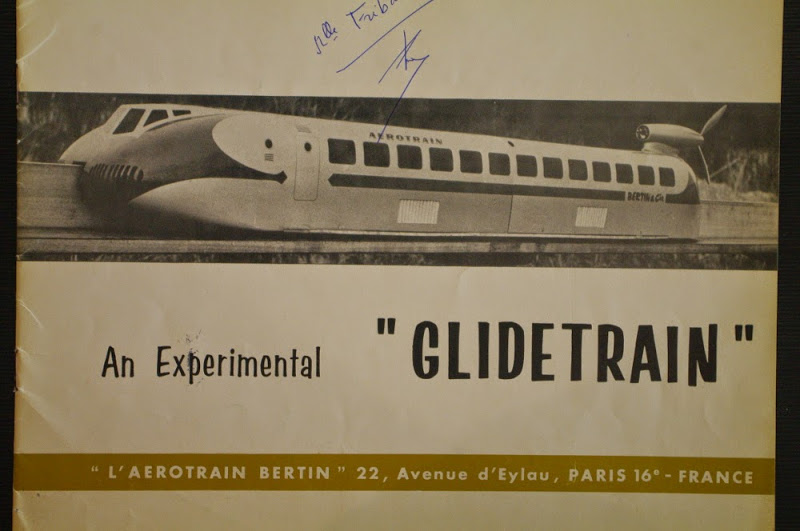 AEROTRAIN
BERTIN & Cie
An Experimental "GLIDETRAIN"
"L'AEROTRAIN BERTIN" 22, Avenue d'Eylau, PARIS 16e - FRANCE